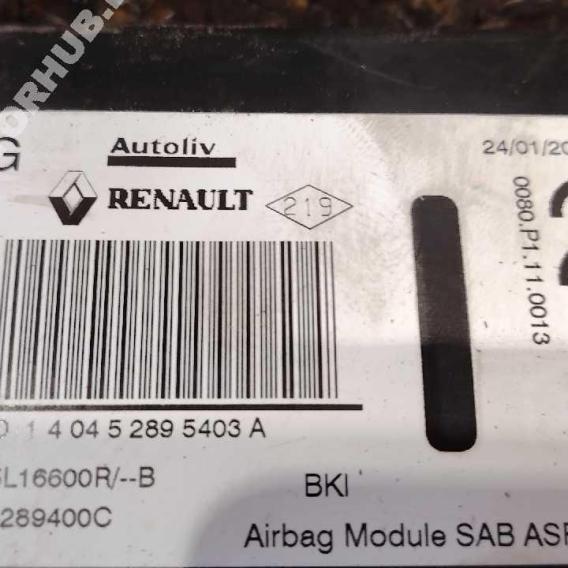 G
Autoliv
RENAULT
219
24/01/20
0080.P1.11.0013
1 4 04 5 289 5403 A
L16600R/--B
289400C
BKI
Airbag Module SAB ASF